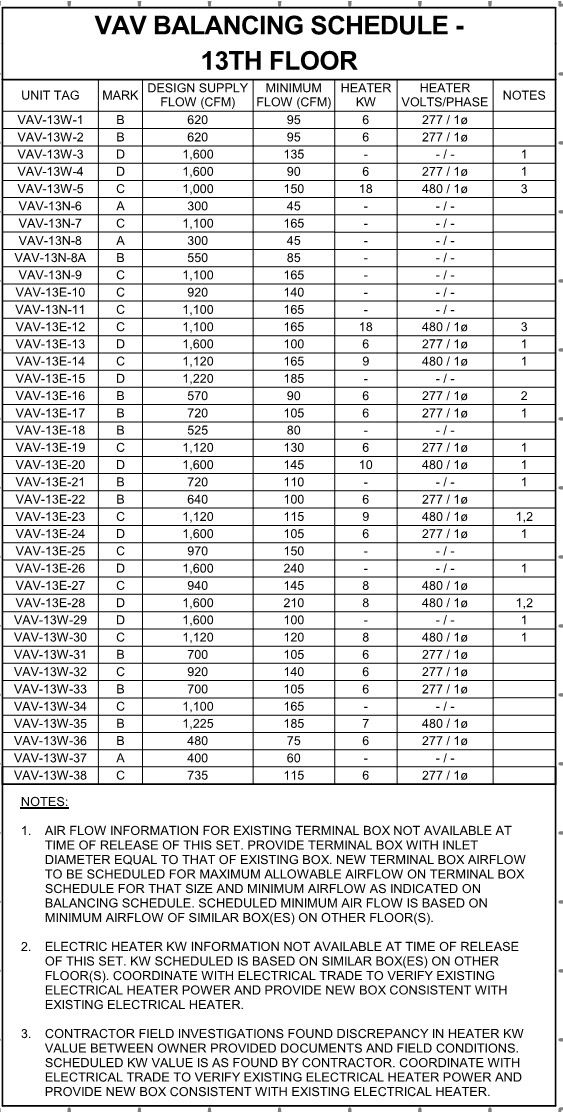 VAV BALANCING SCHEDULE -
13TH FLOOR
UNIT TAG MARK DESIGN SUPPLY FLOW (CFM) MINIMUM FLOW (CFM) HEATER KW HEATER VOLTS/PHASE NOTES
VAV-13W-1 B 620 95 6 277 / 1ø
VAV-13W-2 B 620 95 6 277 / 1ø
VAV-13W-3 D 1,600 135 - - / - 1
VAV-13W-4 D 1,600 90 6 277 / 1ø 1
VAV-13W-5 C 1,000 150 18 480 / 1ø 3
VAV-13N-6 A 300 45 - - / -
VAV-13N-7 C 1,100 165 - - / -
VAV-13N-8 A 300 45 - - / -
VAV-13N-8A B 550 85 - - / -
VAV-13N-9 C 1,100 165 - - / -
VAV-13E-10 C 920 140 - - / -
VAV-13N-11 C 1,100 165 - - / -
VAV-13E-12 C 1,100 165 18 480 / 1ø 3
VAV-13E-13 D 1,600 100 6 277 / 1ø 1
VAV-13E-14 C 1,120 165 9 480 / 1ø 1
VAV-13E-15 D 1,220 185 - - / -
VAV-13E-16 B 570 90 6 277 / 1ø 2
VAV-13E-17 B 720 105 6 277 / 1ø 1
VAV-13E-18 B 525 80 - - / -
VAV-13E-19 C 1,120 130 6 277 / 1ø 1
VAV-13E-20 D 1,600 145 10 480 / 1ø 1
VAV-13E-21 B 720 110 - - / - 1
VAV-13E-22 B 640 100 6 277 / 1ø
VAV-13E-23 C 1,120 115 9 480 / 1ø 1,2
VAV-13E-24 D 1,600 105 6 277 / 1ø 1
VAV-13E-25 C 970 150 - - / -
VAV-13E-26 D 1,600 240 - - / - 1
VAV-13E-27 C 940 145 8 480 / 1ø
VAV-13E-28 D 1,600 210 8 480 / 1ø 1,2
VAV-13W-29 D 1,600 100 - - / - 1
VAV-13W-30 C 1,120 120 8 480 / 1ø 1
VAV-13W-31 B 700 105 6 277 / 1ø
VAV-13W-32 C 920 140 6 277 / 1ø
VAV-13W-33 B 700 105 6 277 / 1ø
VAV-13W-34 C 1,100 165 - - / -
VAV-13W-35 B 1,225 185 7 480 / 1ø
VAV-13W-36 B 480 75 6 277 / 1ø
VAV-13W-37 A 400 60 - - / -
VAV-13W-38 C 735 115 6 277 / 1ø
NOTES:
1. AIR FLOW INFORMATION FOR EXISTING TERMINAL BOX NOT AVAILABLE AT
TIME OF RELEASE OF THIS SET. PROVIDE TERMINAL BOX WITH INLET
DIAMETER EQUAL TO THAT OF EXISTING BOX. NEW TERMINAL BOX AIRFLOW
TO BE SCHEDULED FOR MAXIMUM ALLOWABLE AIRFLOW ON TERMINAL BOX
SCHEDULE FOR THAT SIZE AND MINIMUM AIRFLOW AS INDICATED ON
BALANCING SCHEDULE. SCHEDULED MINIMUM AIR FLOW IS BASED ON
MINIMUM AIRFLOW OF SIMILAR BOX(ES) ON OTHER FLOOR(S).
2. ELECTRIC HEATER KW INFORMATION NOT AVAILABLE AT TIME OF RELEASE
OF THIS SET. KW SCHEDULED IS BASED ON SIMILAR BOX(ES) ON OTHER
FLOOR(S). COORDINATE WITH ELECTRICAL TRADE TO VERIFY EXISTING
ELECTRICAL HEATER POWER AND PROVIDE NEW BOX CONSISTENT WITH
EXISTING ELECTRICAL HEATER.
3. CONTRACTOR FIELD INVESTIGATIONS FOUND DISCREPANCY IN HEATER KW
VALUE BETWEEN OWNER PROVIDED DOCUMENTS AND FIELD CONDITIONS.
SCHEDULED KW VALUE IS AS FOUND BY CONTRACTOR. COORDINATE WITH
ELECTRICAL TRADE TO VERIFY EXISTING ELECTRICAL HEATER POWER AND
PROVIDE NEW BOX CONSISTENT WITH EXISTING ELECTRICAL HEATER.